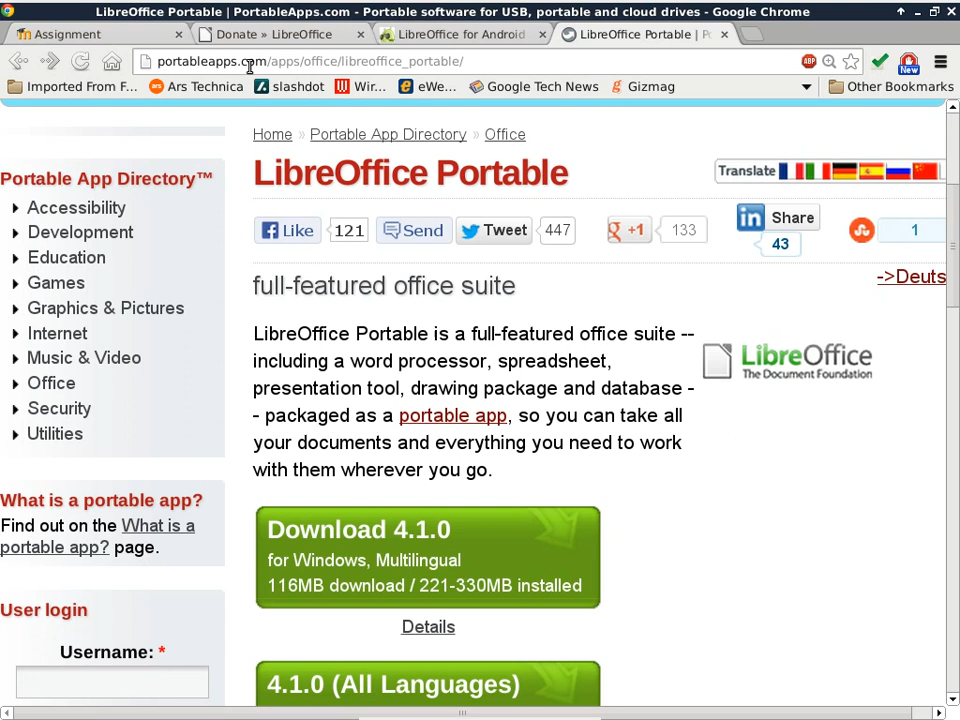 LibreOffice Portable | PortableApps.com - Portable software for USB, portable and cloud drives - Google Chrome
Assignment
Donate » LibreOffice
LibreOffice for Android
LibreOffice Portable | Po
portableapps.com/apps/office/libreoffice_portable/
ABP
New
Imported From F...
Ars Technica
slashdot
Wir...
eWe...
Google Tech News
Gizmag
Other Bookmarks
Home » Portable App Directory » Office
LibreOffice Portable
Translate
Like 121
Send
Tweet 447
g +1 133
in Share 43
1
->Deuts
full-featured office suite
LibreOffice Portable is a full-featured office suite --
including a word processor, spreadsheet,
presentation tool, drawing package and database -
- packaged as a portable app, so you can take all
your documents and everything you need to work
with them wherever you go.
LibreOffice
The Document Foundation
Download 4.1.0
for Windows, Multilingual
116MB download / 221-330MB installed
Details
4.1.0 (All Languages)
Portable App Directory™
Accessibility
Development
Education
Games
Graphics & Pictures
Internet
Music & Video
Office
Security
Utilities
What is a portable app?
Find out on the What is a
portable app? page.
User login
Username: *